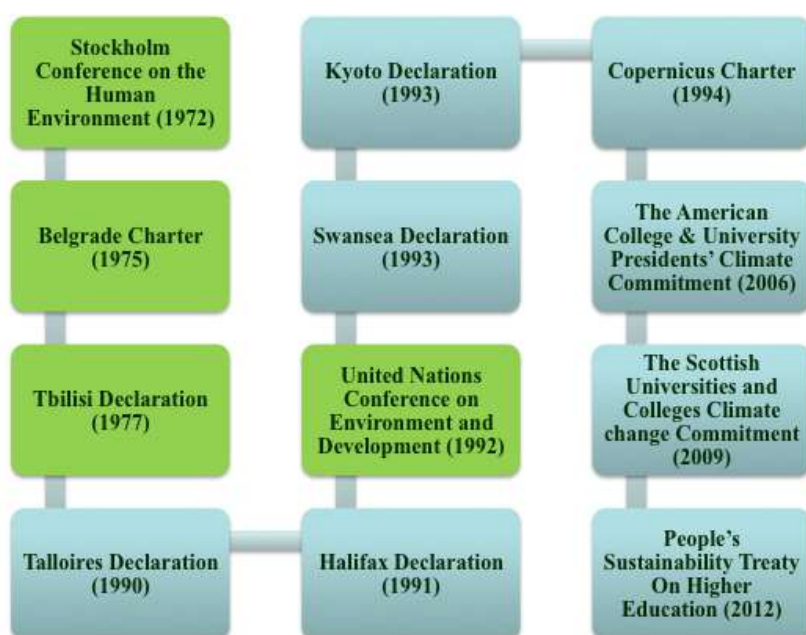 Stockholm
Conference on the
Human
Environment (1972)
Belgrade Charter
(1975)
Tbilisi Declaration
(1977)
Talloires Declaration
(1990)
Halifax Declaration
(1991)
United Nations
Conference on
Environment and
Development (1992)
Swansea Declaration
(1993)
Kyoto Declaration
(1993)
Copernicus Charter
(1994)
The American
College & University
Presidents’ Climate
Commitment (2006)
The Scottish
Universities and
Colleges Climate
change Commitment
(2009)
People’s
Sustainability Treaty
On Higher
Education (2012)